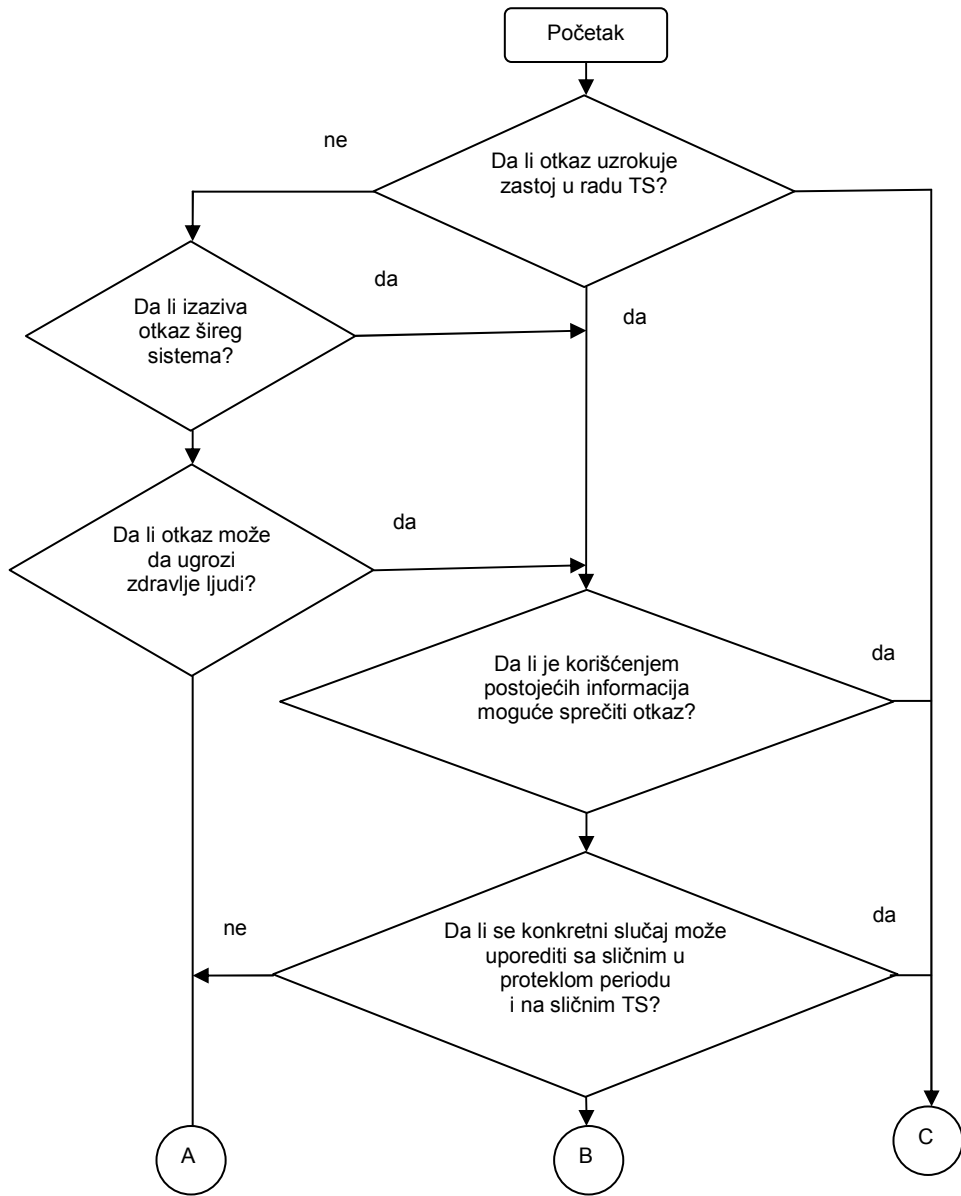 Početak
ne
Da li otkaz uzrokuje
zastoj u radu TS?
da
da
Da li izaziva
otkaz šireg
sistema?
da
Da li otkaz može
da ugrozi
zdravlje ljudi?
da
Da li je korišćenjem
postojećih informacija
moguće sprečiti otkaz?
ne
da
Da li se konkretni slučaj može
uporediti sa sličnim u
proteklom periodu
i na sličnim TS?
A
B
C